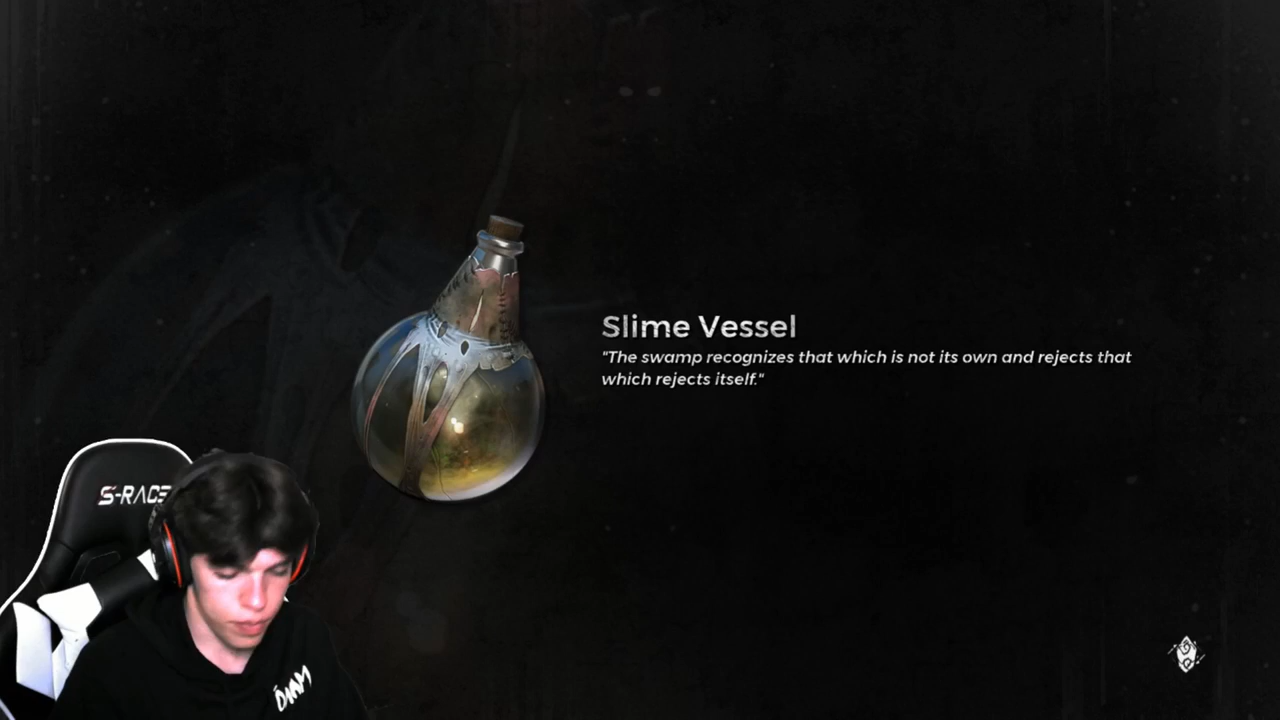 Slime Vessel
"The swamp recognizes that which is not its own and rejects that
which rejects itself."
S-RACE